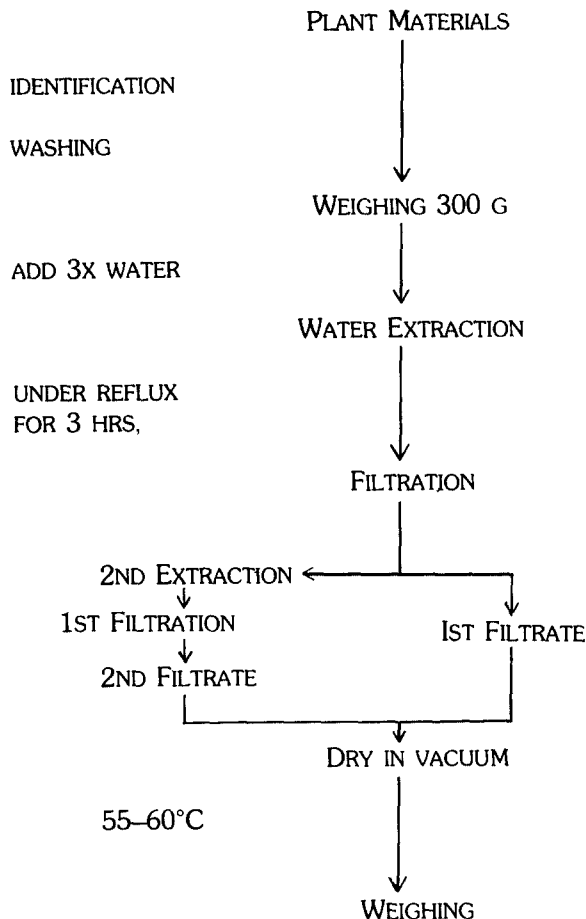 PLANT MATERIALS
IDENTIFICATION
WASHING
WEIGHING 300 G
ADD 3X WATER
WATER EXTRACTION
UNDER REFLUX
FOR 3 HRS,
FILTRATION
2ND EXTRACTION
1ST FILTRATION
IST FILTRATE
2ND FILTRATE
DRY IN VACUUM
55–60°C
WEIGHING